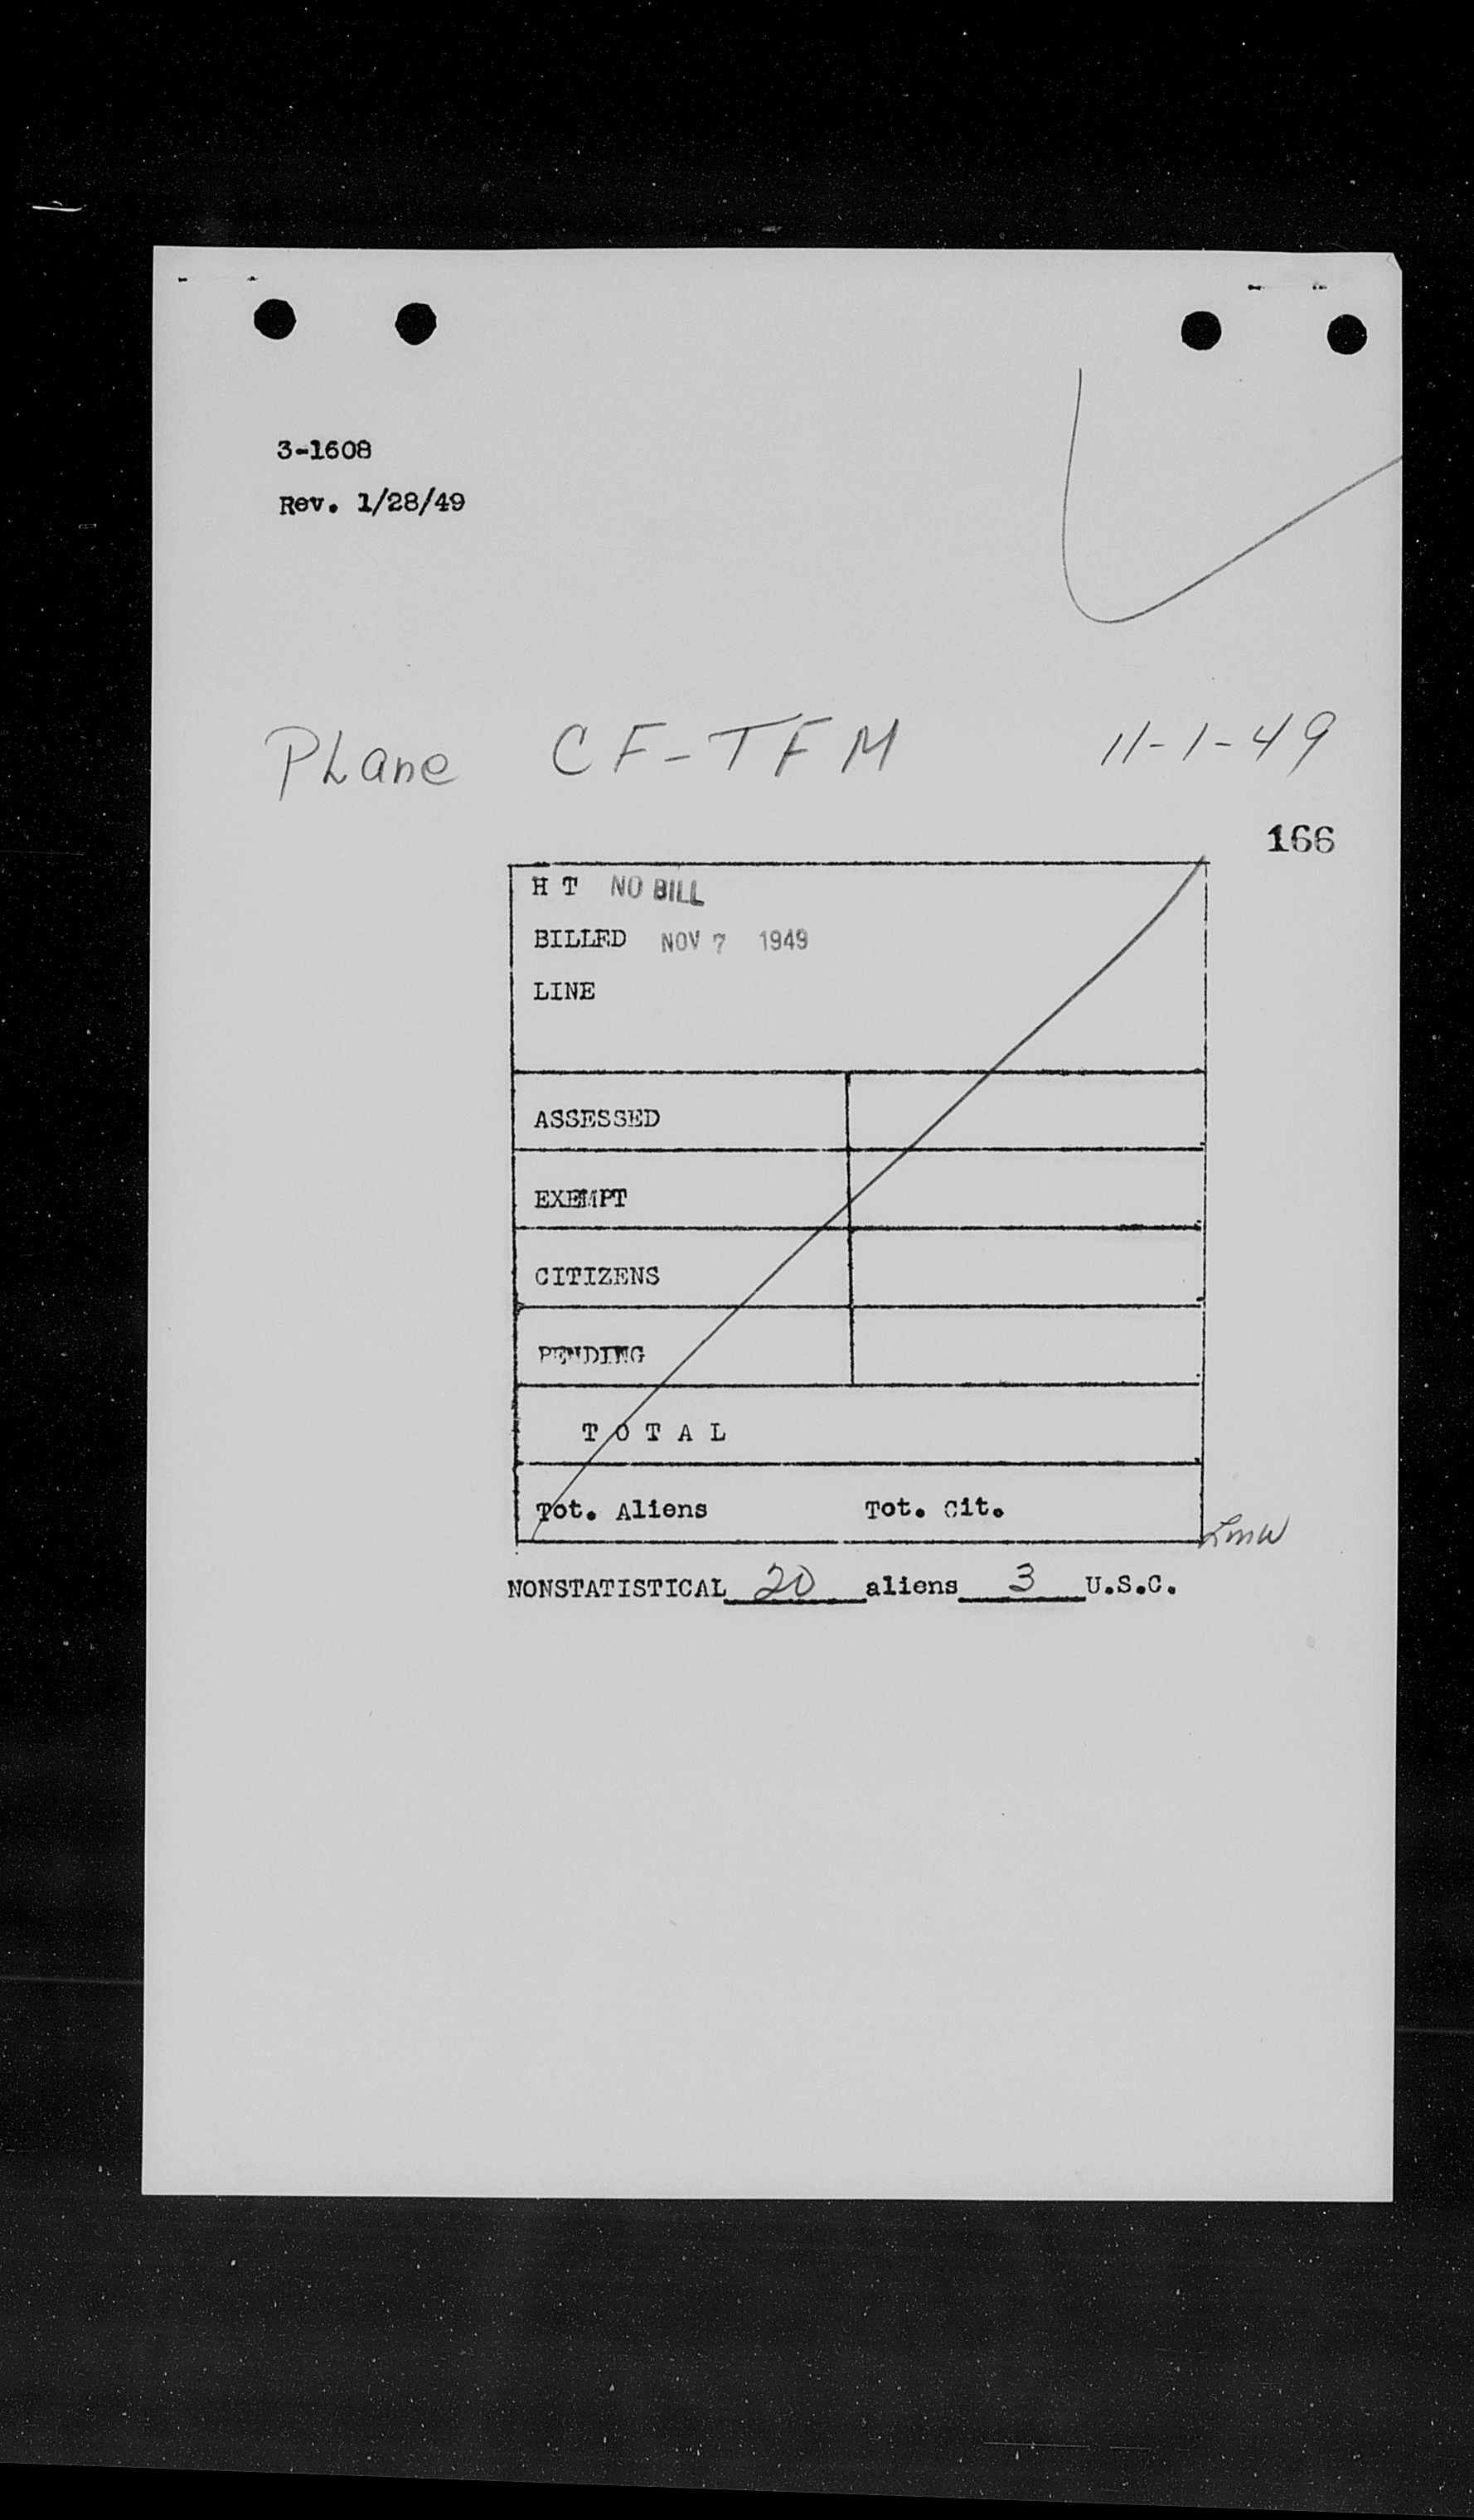 3-1608
Rev. 1/28/49
PLane CF-TFM 11-1-49
166
H T NO BILL
BILLED NOV 7 1949
LINE
ASSESSED
EXEMPT
CITIZENS
PENDING
T O T A L
Tot. Aliens Tot. Cit.
Lmw
NONSTATISTICAL 20 aliens 3 U.S.C.